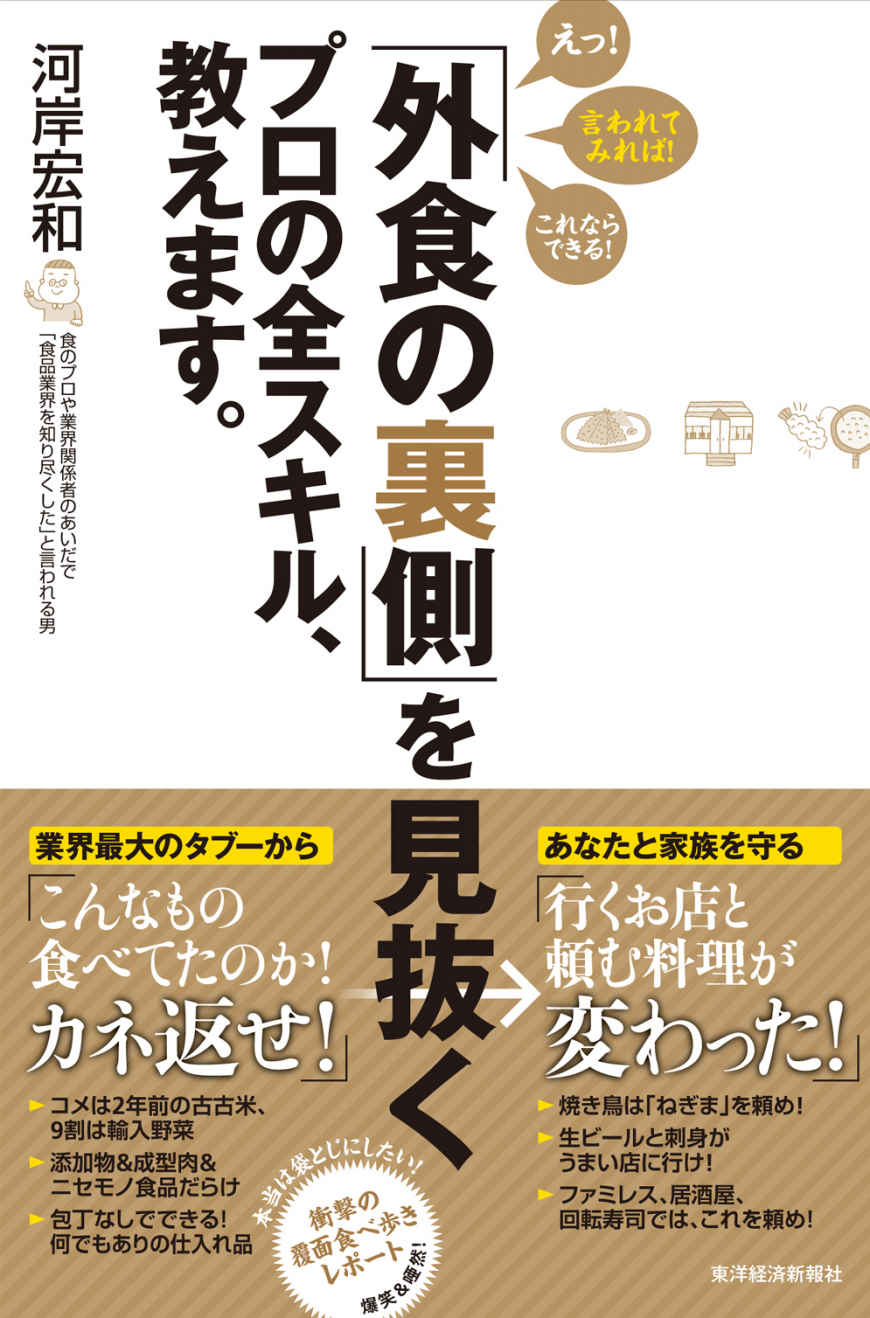 えっ!
言われて
みれば!
これなら
できる!
「外食の裏側」を見抜く
プロの全スキル、
教えます。
河岸宏和
食のプロや業界関係者のあいだで
「食品業界を知り尽くした」と言われる男
業界最大のタブーから
「こんなもの
食べてたのか!
カネ返せ!」
コメは2年前の古古米、
9割は輸入野菜
添加物&成型肉&
ニセモノ食品だらけ
包丁なしでできる!
何でもありの仕入れ品
あなたと家族を守る
「行くお店と
頼む料理が
変わった!」
焼き鳥は「ねぎま」を頼め!
生ビールと刺身が
うまい店に行け!
ファミレス、居酒屋、
回転寿司では、これを頼め!
本当は袋とじにしたい!
衝撃の
覆面食べ歩き
レポート
爆笑&唖然!
東洋経済新報社